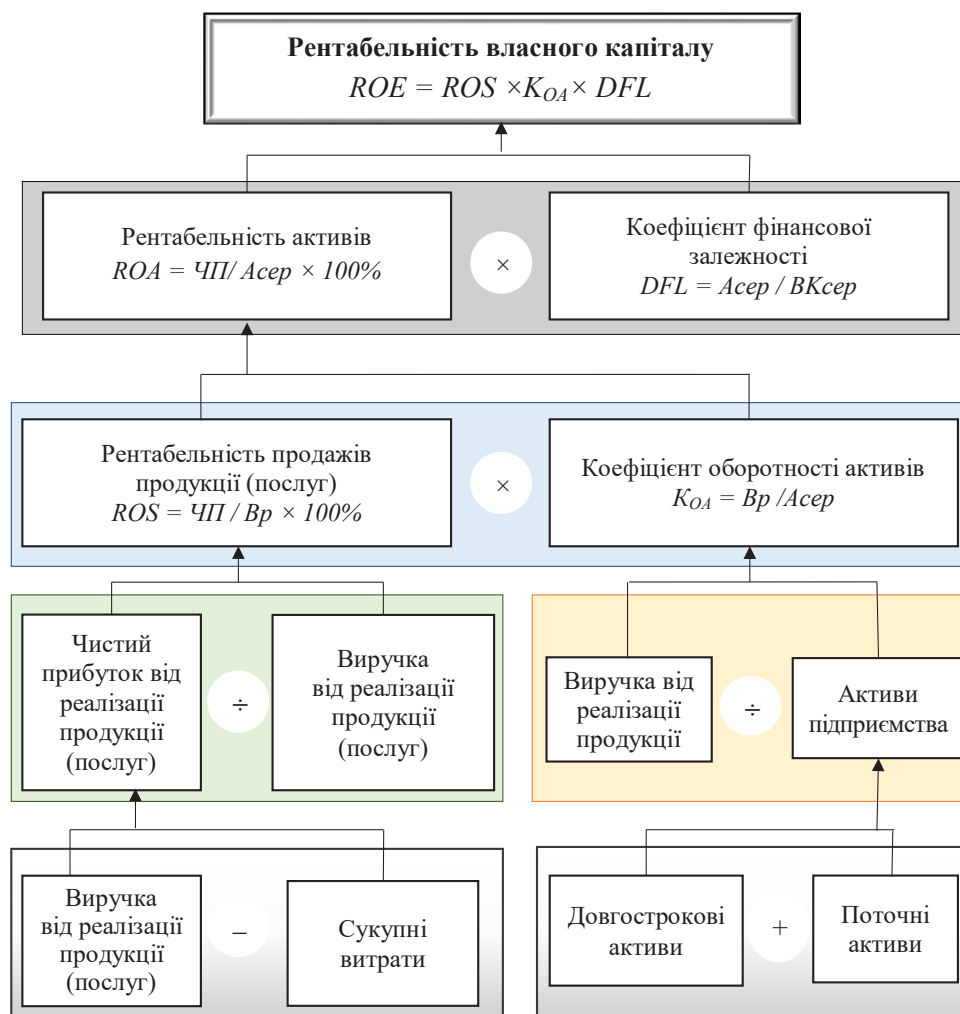 Рентабельність власного капіталу
ROE = ROS ×K_OA× DFL
Рентабельність активів
ROA = ЧП/ Асер × 100%
×
Коефіцієнт фінансової
залежності
DFL = Асер / ВКсер
Рентабельність продажів
продукції (послуг)
ROS = ЧП / Вр × 100%
×
Коефіцієнт оборотності активів
К_OA = Вр /Асер
Чистий
прибуток від
реалізації
продукції
(послуг)
÷
Виручка
від реалізації
продукції
(послуг)
Виручка від
реалізації
продукції
÷
Активи
підприємства
Виручка
від реалізації
продукції
(послуг)
–
Сукупні
витрати
Довгострокові
активи
+
Поточні
активи